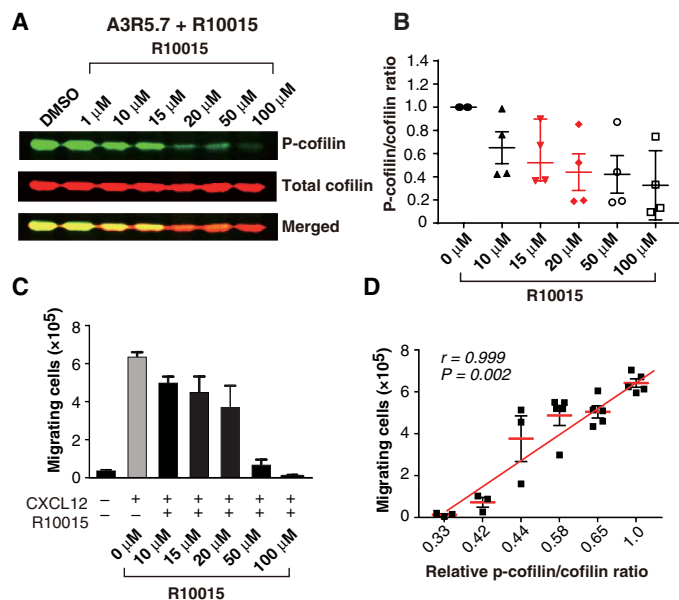 A
A3R5.7 + R10015
R10015
DMSO
1 µM
10 µM
15 µM
20 µM
50 µM
100 µM
P-cofilin
Total cofilin
Merged
B
P-cofilin/cofilin ratio
1.4
1.2
1.0
0.8
0.6
0.4
0.2
0
0 µM
10 µM
15 µM
20 µM
50 µM
100 µM
R10015
C
Migrating cells (×10⁵)
8
6
4
2
0
CXCL12 – + + + + + +
R10015 – – + + + + +
0 µM
10 µM
15 µM
20 µM
50 µM
100 µM
R10015
D
r = 0.999
P = 0.002
Migrating cells (×10⁵)
8
6
4
2
0
0.33
0.42
0.44
0.58
0.65
1.0
Relative p-cofilin/cofilin ratio